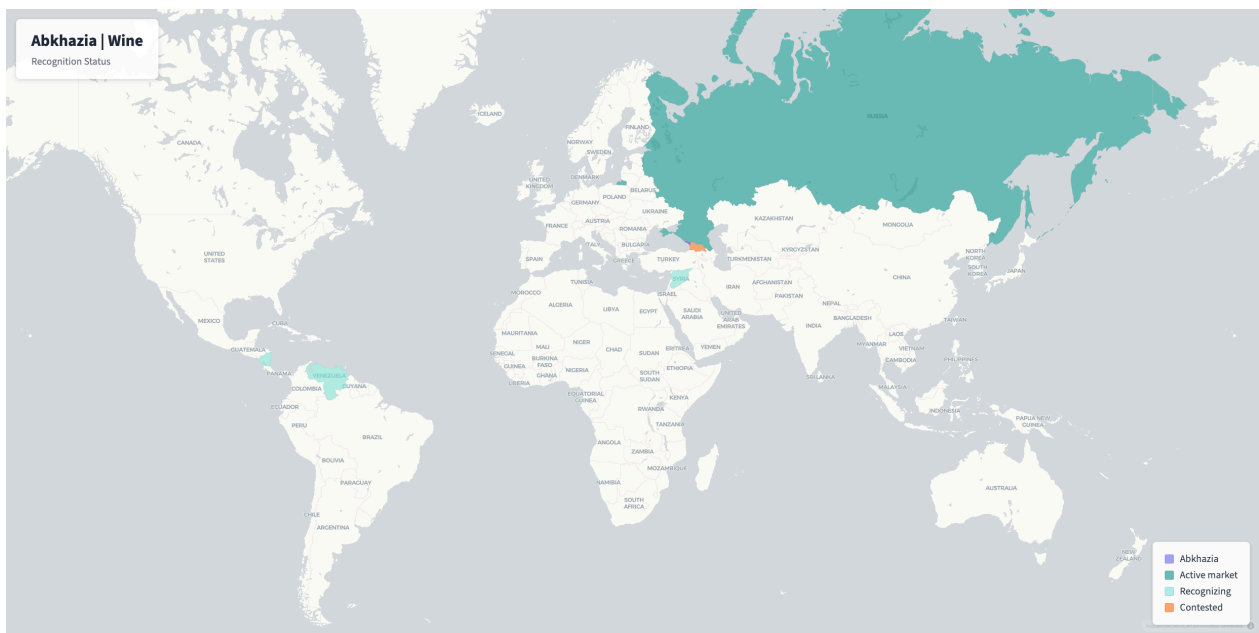 Abkhazia | Wine
Recognition Status
ICELAND
RUSSIA
CANADA
FINLAND
NORWAY
SWEDEN
UNITED
KINGDOM
DENMARK
BELARUS
POLAND
GERMANY
UKRAINE
AUSTRIA
FRANCE
ROMANIA
KAZAKHSTAN
MONGOLIA
ITALY
BULGARIA
KYRGYZSTAN
UNITED
STATES
SPAIN
GREECE
TURKEY
TURKMENISTAN
NORTH
KOREA
SOUTH
KOREA
JAPAN
CHINA
TUNISIA
SYRIA
IRAN
AFGHANISTAN
MOROCCO
ISRAEL
PAKISTAN
ALGERIA
LIBYA
EGYPT
NEPAL
SAUDI
ARABIA
UNITED
ARAB
EMIRATES
BANGLADESH
TAIWAN
MEXICO
CUBA
INDIA
MAURITANIA
LAOS
MYANMAR
VIETNAM
GUATEMALA
MALI
NIGER
CHAD
SUDAN
ERITREA
YEMEN
SENEGAL
BURKINA
FASO
CAMBODIA
PHILIPPINES
GUINEA
NIGERIA
ETHIOPIA
PANAMA
VENEZUELA
GHANA
SOUTH
SUDAN
SRI LANKA
LIBERIA
COLOMBIA
GUYANA
MALAYSIA
EQUATORIAL
GUINEA
KENYA
ECUADOR
RWANDA
INDONESIA
PERU
TANZANIA
PAPUA NEW
GUINEA
BRAZIL
ANGOLA
ZAMBIA
BOLIVIA
MOZAMBIQUE
PARAGUAY
NAMIBIA
AUSTRALIA
SOUTH
AFRICA
CHILE
ARGENTINA
NEW
ZEALAND
Abkhazia
Active market
Recognizing
Contested